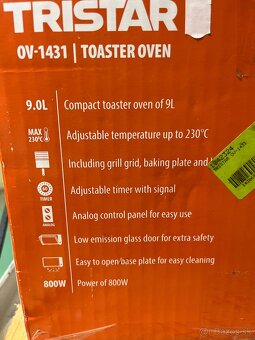 TRISTAR
OV-1431 | TOASTER OVEN
9.0L Compact toaster oven of 9L
MAX 230°C Adjustable temperature up to 230°C
Including grill grid, baking plate and
TIMER Adjustable timer with signal
ANALOG Analog control panel for easy use
Low emission glass door for extra safety
Easy to open/base plate for easy cleaning
800W Power of 800W